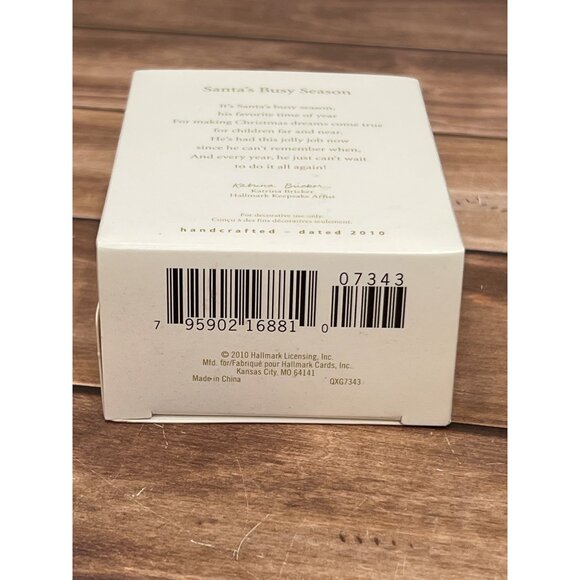 Santa's Busy Season
It's Santa's busy season,
his favorite time of year
For making Christmas dreams come true
for children far and near.
He's had this jolly job now
since he can't remember when,
And every year, he just can't wait
to do it all again!
Katrina Bricker
Katrina Bricker
Hallmark Keepsake Artist
For decorative use only.
Conçu à des fins décoratives seulement.
handcrafted – dated 2010
07343
7 95902 16881 0
© 2010 Hallmark Licensing, Inc.
Mfd. for/Fabriqué pour Hallmark Cards, Inc.
Kansas City, MO 64141
Made in China QXG7343